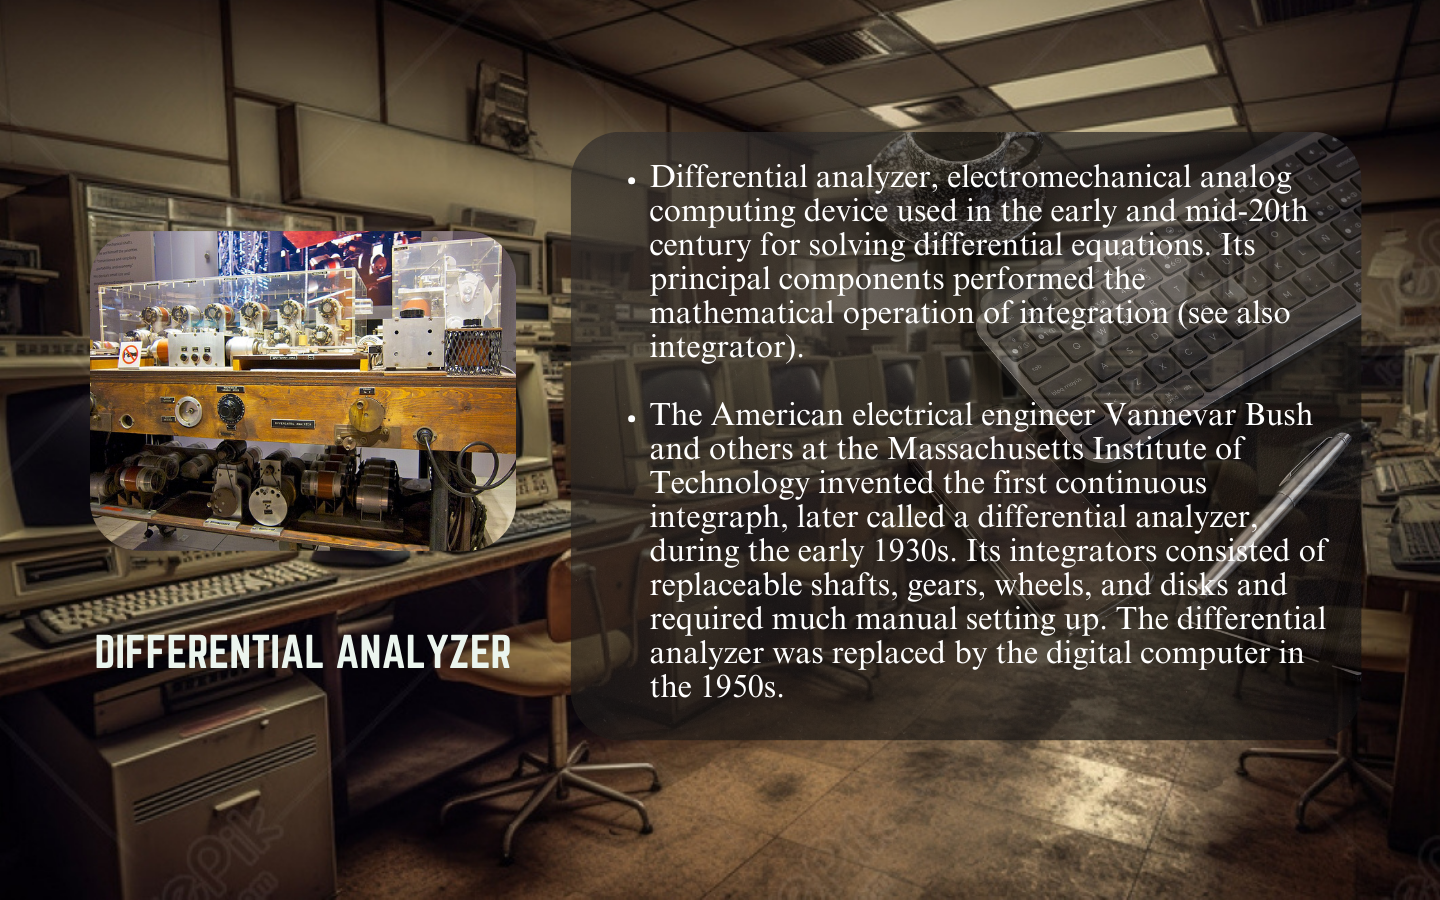 Differential analyzer, electromechanical analog
computing device used in the early and mid-20th
century for solving differential equations. Its
principal components performed the
mathematical operation of integration (see also
integrator).
The American electrical engineer Vannevar Bush
and others at the Massachusetts Institute of
Technology invented the first continuous
integraph, later called a differential analyzer,
during the early 1930s. Its integrators consisted of
replaceable shafts, gears, wheels, and disks and
required much manual setting up. The differential
analyzer was replaced by the digital computer in
the 1950s.
DIFFERENTIAL ANALYZER